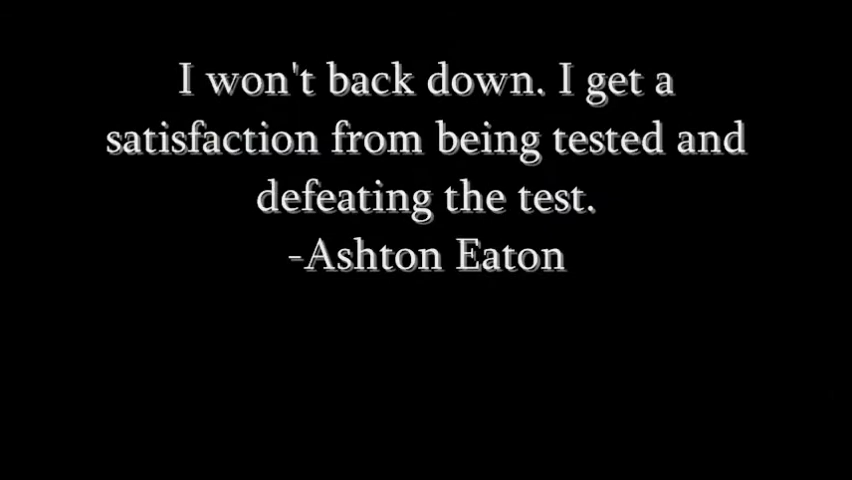 I won't back down. I get a
satisfaction from being tested and
defeating the test.
-Ashton Eaton